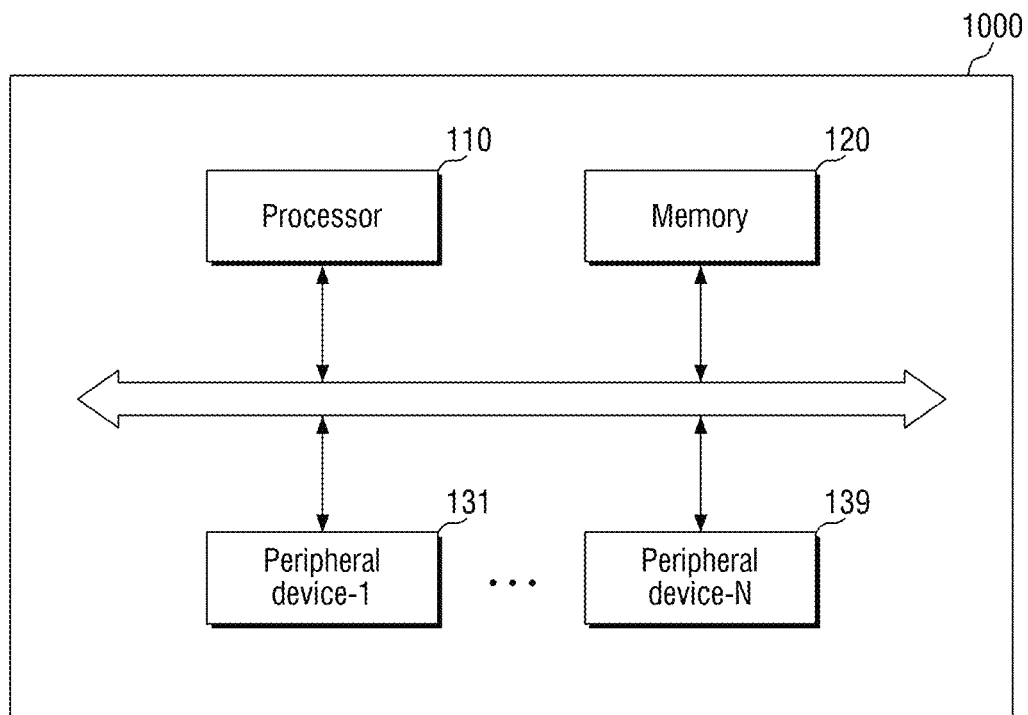 1000
110
120
Processor
Memory
131
139
Peripheral
device-1
...
Peripheral
device-N